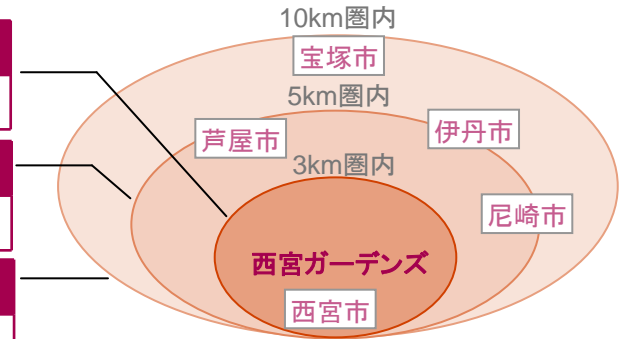 10km圏内
宝塚市
5km圏内
芦屋市
伊丹市
3km圏内
尼崎市
西宮ガーデンズ
西宮市